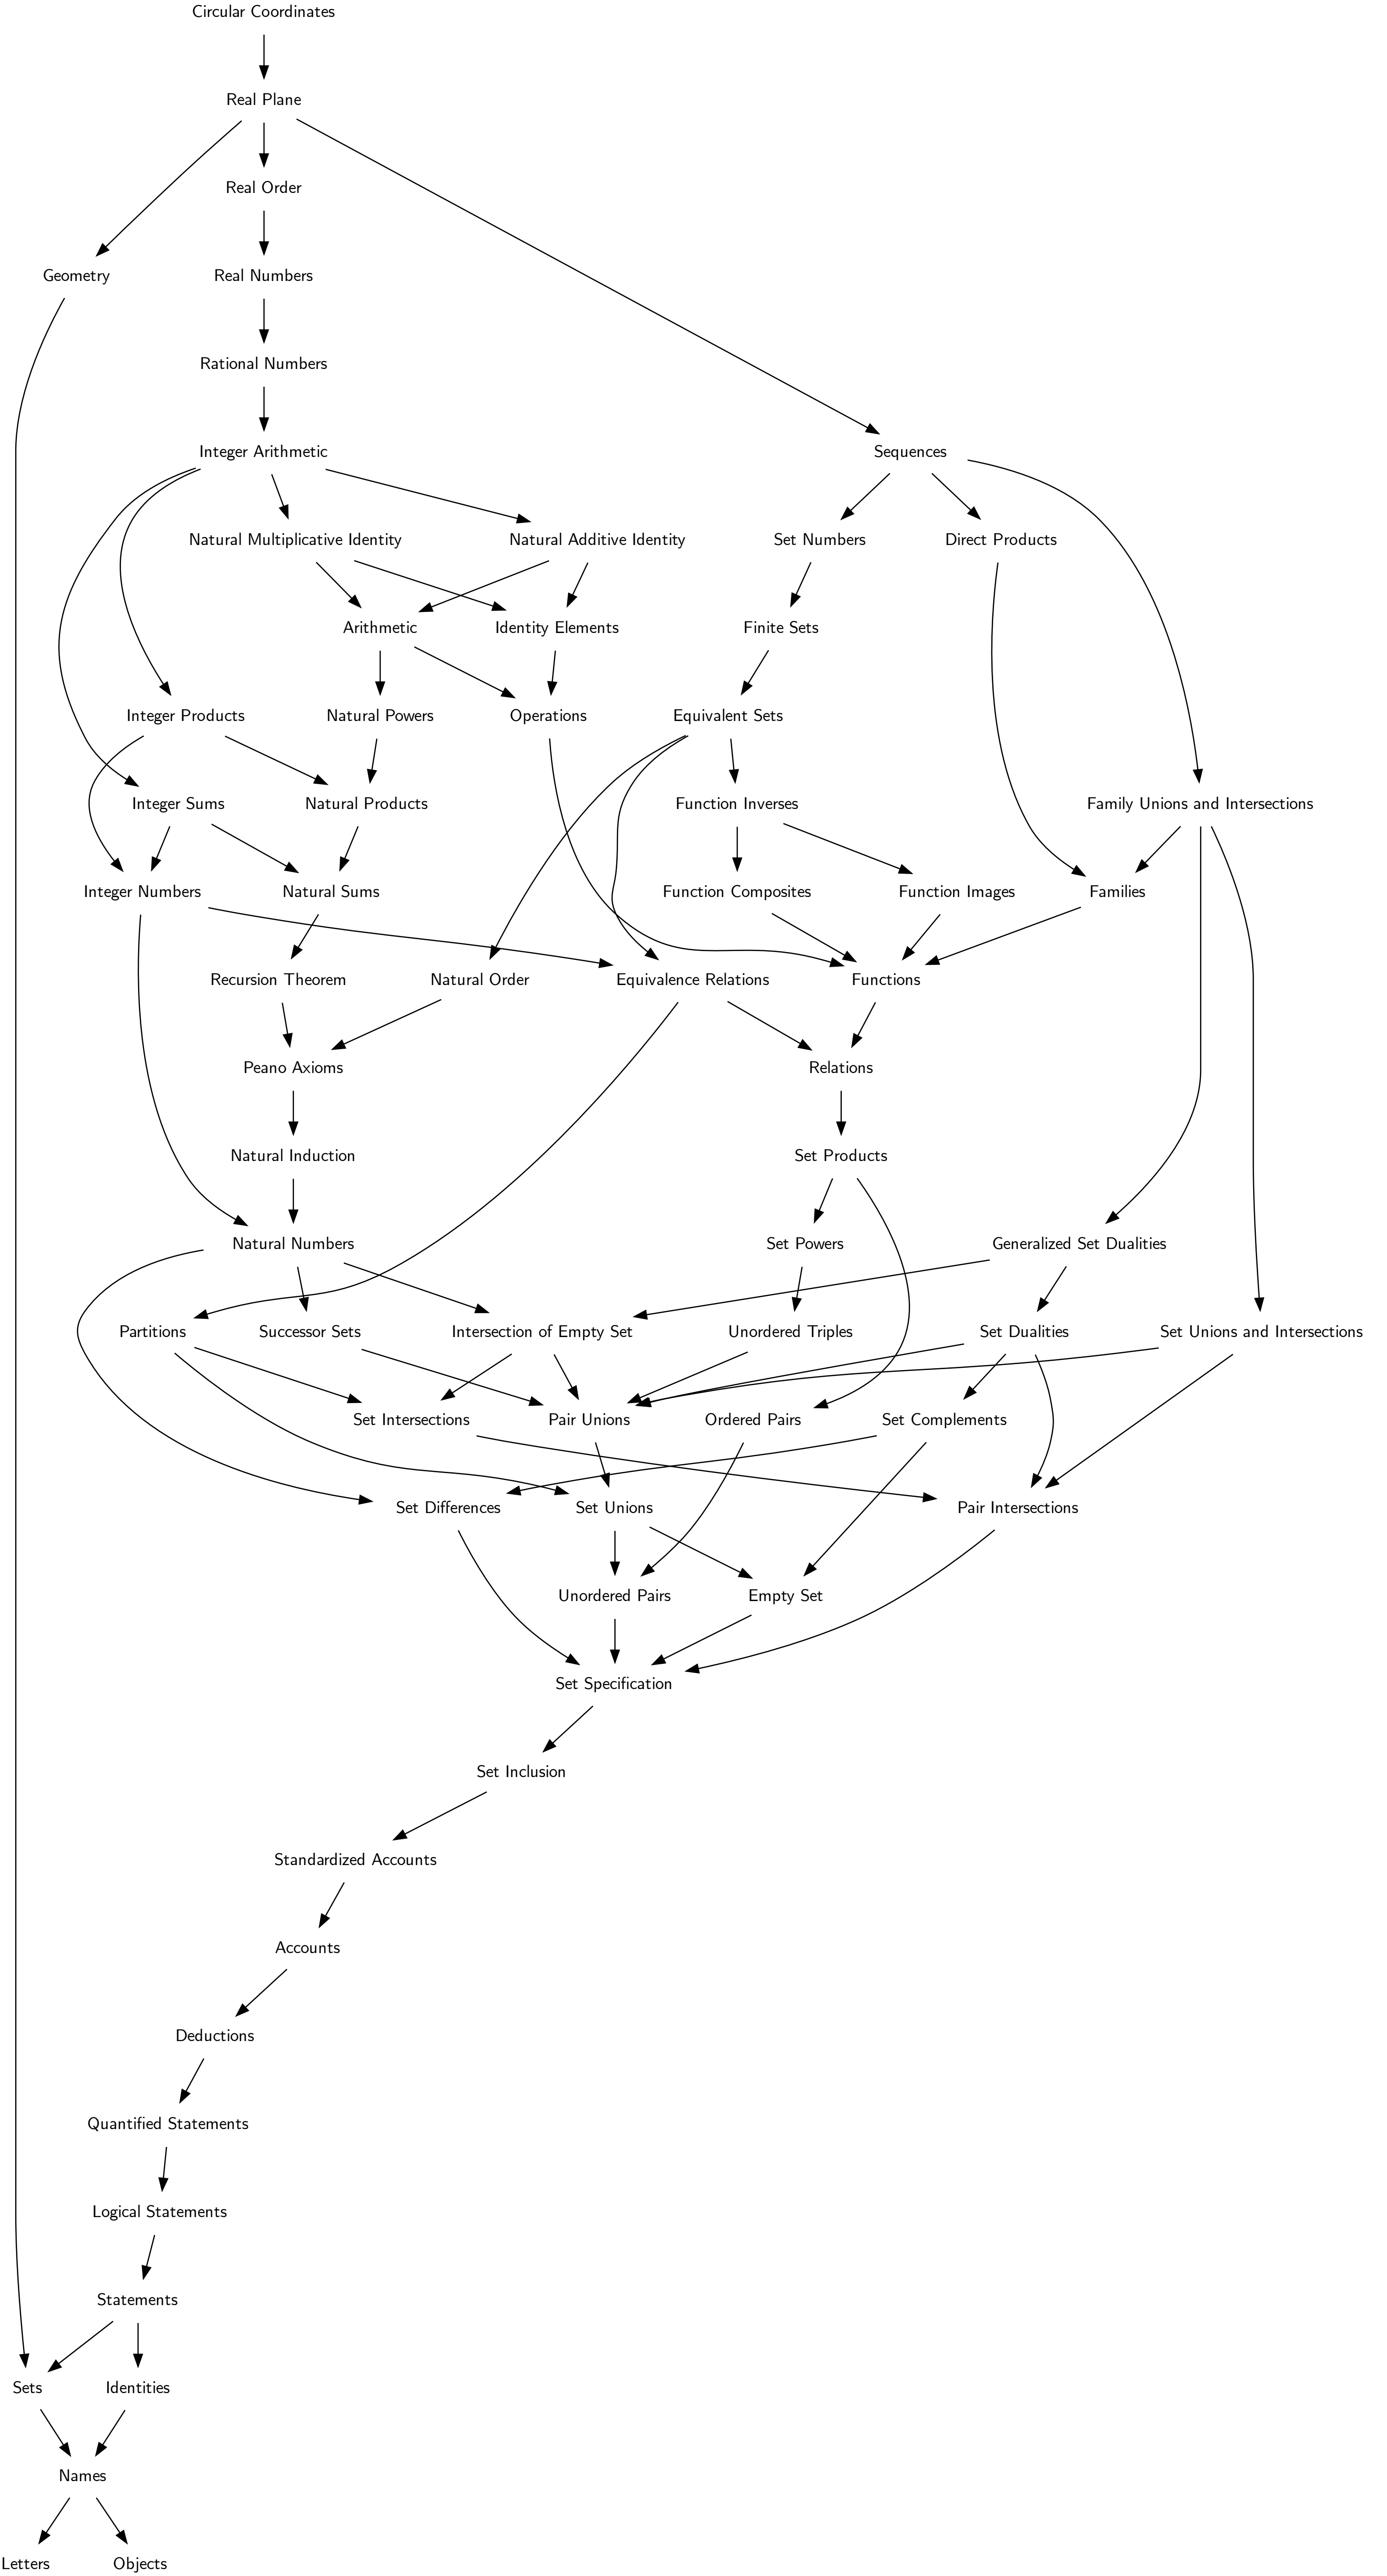 Circular Coordinates
Real Plane
Real Order
Geometry
Real Numbers
Rational Numbers
Integer Arithmetic
Sequences
Natural Multiplicative Identity
Natural Additive Identity
Set Numbers
Direct Products
Arithmetic
Identity Elements
Finite Sets
Integer Products
Natural Powers
Operations
Equivalent Sets
Integer Sums
Natural Products
Function Inverses
Family Unions and Intersections
Integer Numbers
Natural Sums
Function Composites
Function Images
Families
Recursion Theorem
Natural Order
Equivalence Relations
Functions
Peano Axioms
Relations
Natural Induction
Set Products
Natural Numbers
Set Powers
Generalized Set Dualities
Partitions
Successor Sets
Intersection of Empty Set
Unordered Triples
Set Dualities
Set Unions and Intersections
Set Intersections
Pair Unions
Ordered Pairs
Set Complements
Set Differences
Set Unions
Pair Intersections
Unordered Pairs
Empty Set
Set Specification
Set Inclusion
Standardized Accounts
Accounts
Deductions
Quantified Statements
Logical Statements
Statements
Sets
Identities
Names
Letters
Objects